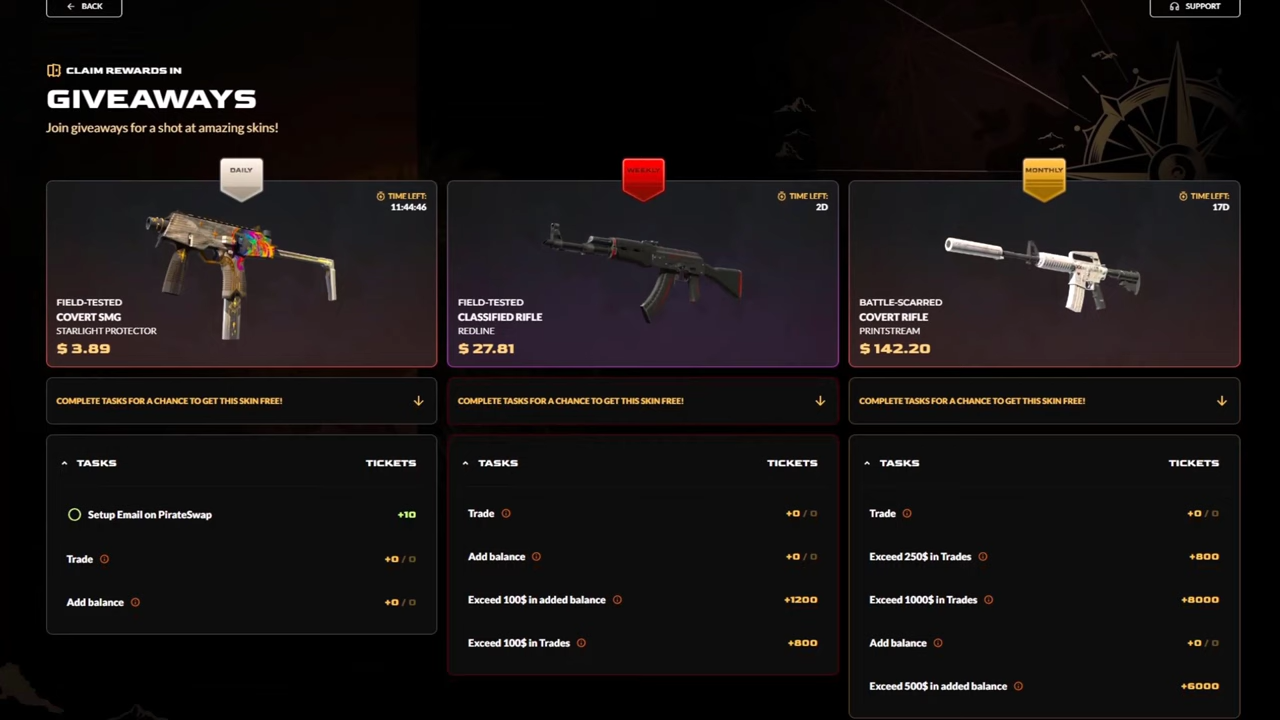 BACK
SUPPORT
CLAIM REWARDS IN
GIVEAWAYS
Join giveaways for a shot at amazing skins!
DAILY
TIME LEFT:
11:44:46
FIELD-TESTED
COVERT SMG
STARLIGHT PROTECTOR
$ 3.89
COMPLETE TASKS FOR A CHANCE TO GET THIS SKIN FREE!
TASKS
TICKETS
Setup Email on PirateSwap
+10
Trade
+0 / 0
Add balance
+0 / 0
WEEKLY
TIME LEFT:
2D
FIELD-TESTED
CLASSIFIED RIFLE
REDLINE
$ 27.81
COMPLETE TASKS FOR A CHANCE TO GET THIS SKIN FREE!
TASKS
TICKETS
Trade
+0 / 0
Add balance
+0 / 0
Exceed 100$ in added balance
+1200
Exceed 100$ in Trades
+800
MONTHLY
TIME LEFT:
17D
BATTLE-SCARRED
COVERT RIFLE
PRINTSTREAM
$ 142.20
COMPLETE TASKS FOR A CHANCE TO GET THIS SKIN FREE!
TASKS
TICKETS
Trade
+0 / 0
Exceed 250$ in Trades
+800
Exceed 1000$ in Trades
+8000
Add balance
+0 / 0
Exceed 500$ in added balance
+6000